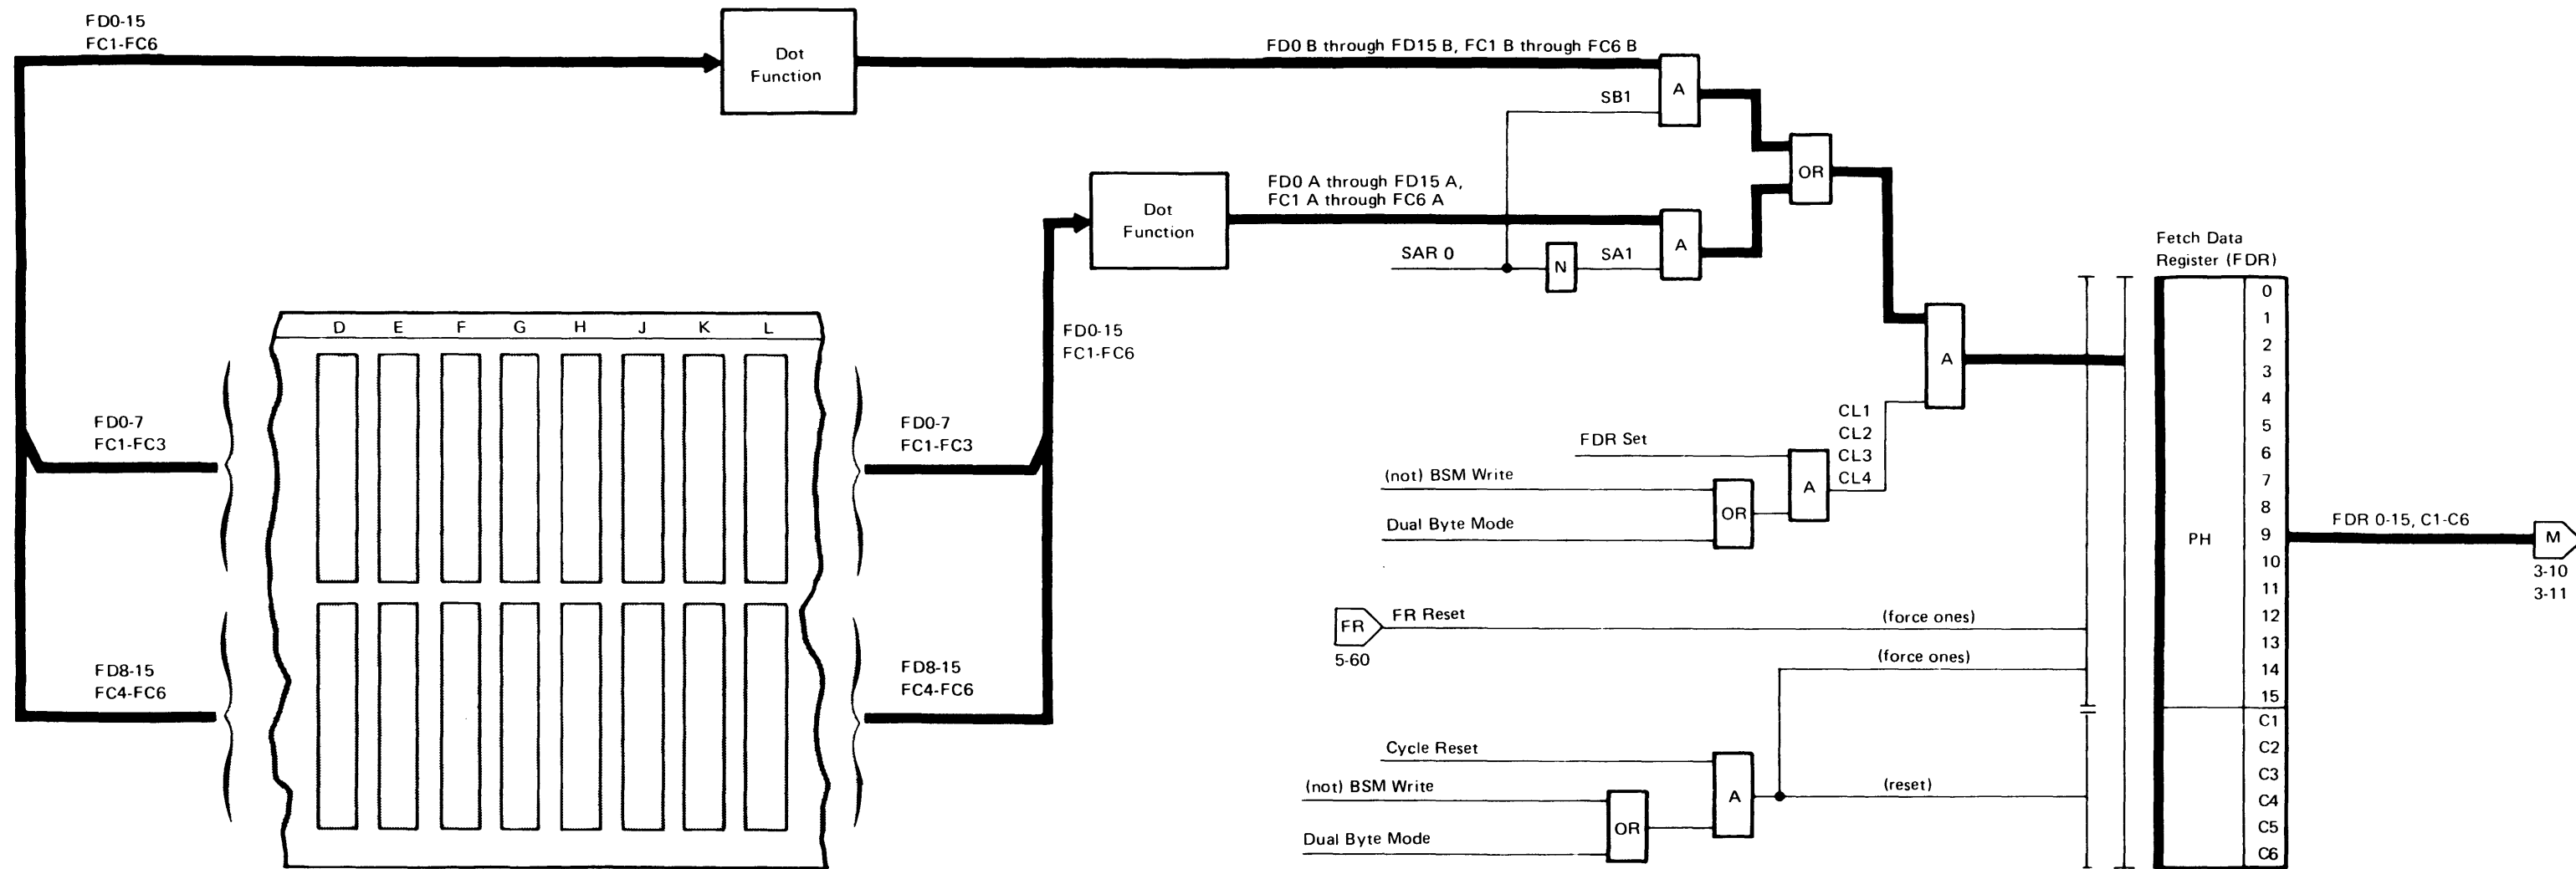 FD0-15
FC1-FC6
Dot
Function
FD0 B through FD15 B, FC1 B through FC6 B
A
SB1
OR
Dot
Function
FD0 A through FD15 A,
FC1 A through FC6 A
A
SAR 0
N
SA1
Fetch Data
Register (FDR)
D E F G H J K L
FD0-15
FC1-FC6
A
FD0-7
FC1-FC3
FD0-7
FC1-FC3
CL1
CL2
CL3
CL4
FDR Set
(not) BSM Write
A
OR
Dual Byte Mode
0
1
2
3
4
5
6
7
8
9
10
11
12
13
14
15
C1
C2
C3
C4
C5
C6
PH
FDR 0-15, C1-C6
M
3-10
3-11
FR
FR Reset
(force ones)
5-60
(force ones)
FD8-15
FC4-FC6
FD8-15
FC4-FC6
Cycle Reset
(not) BSM Write
A
(reset)
OR
Dual Byte Mode